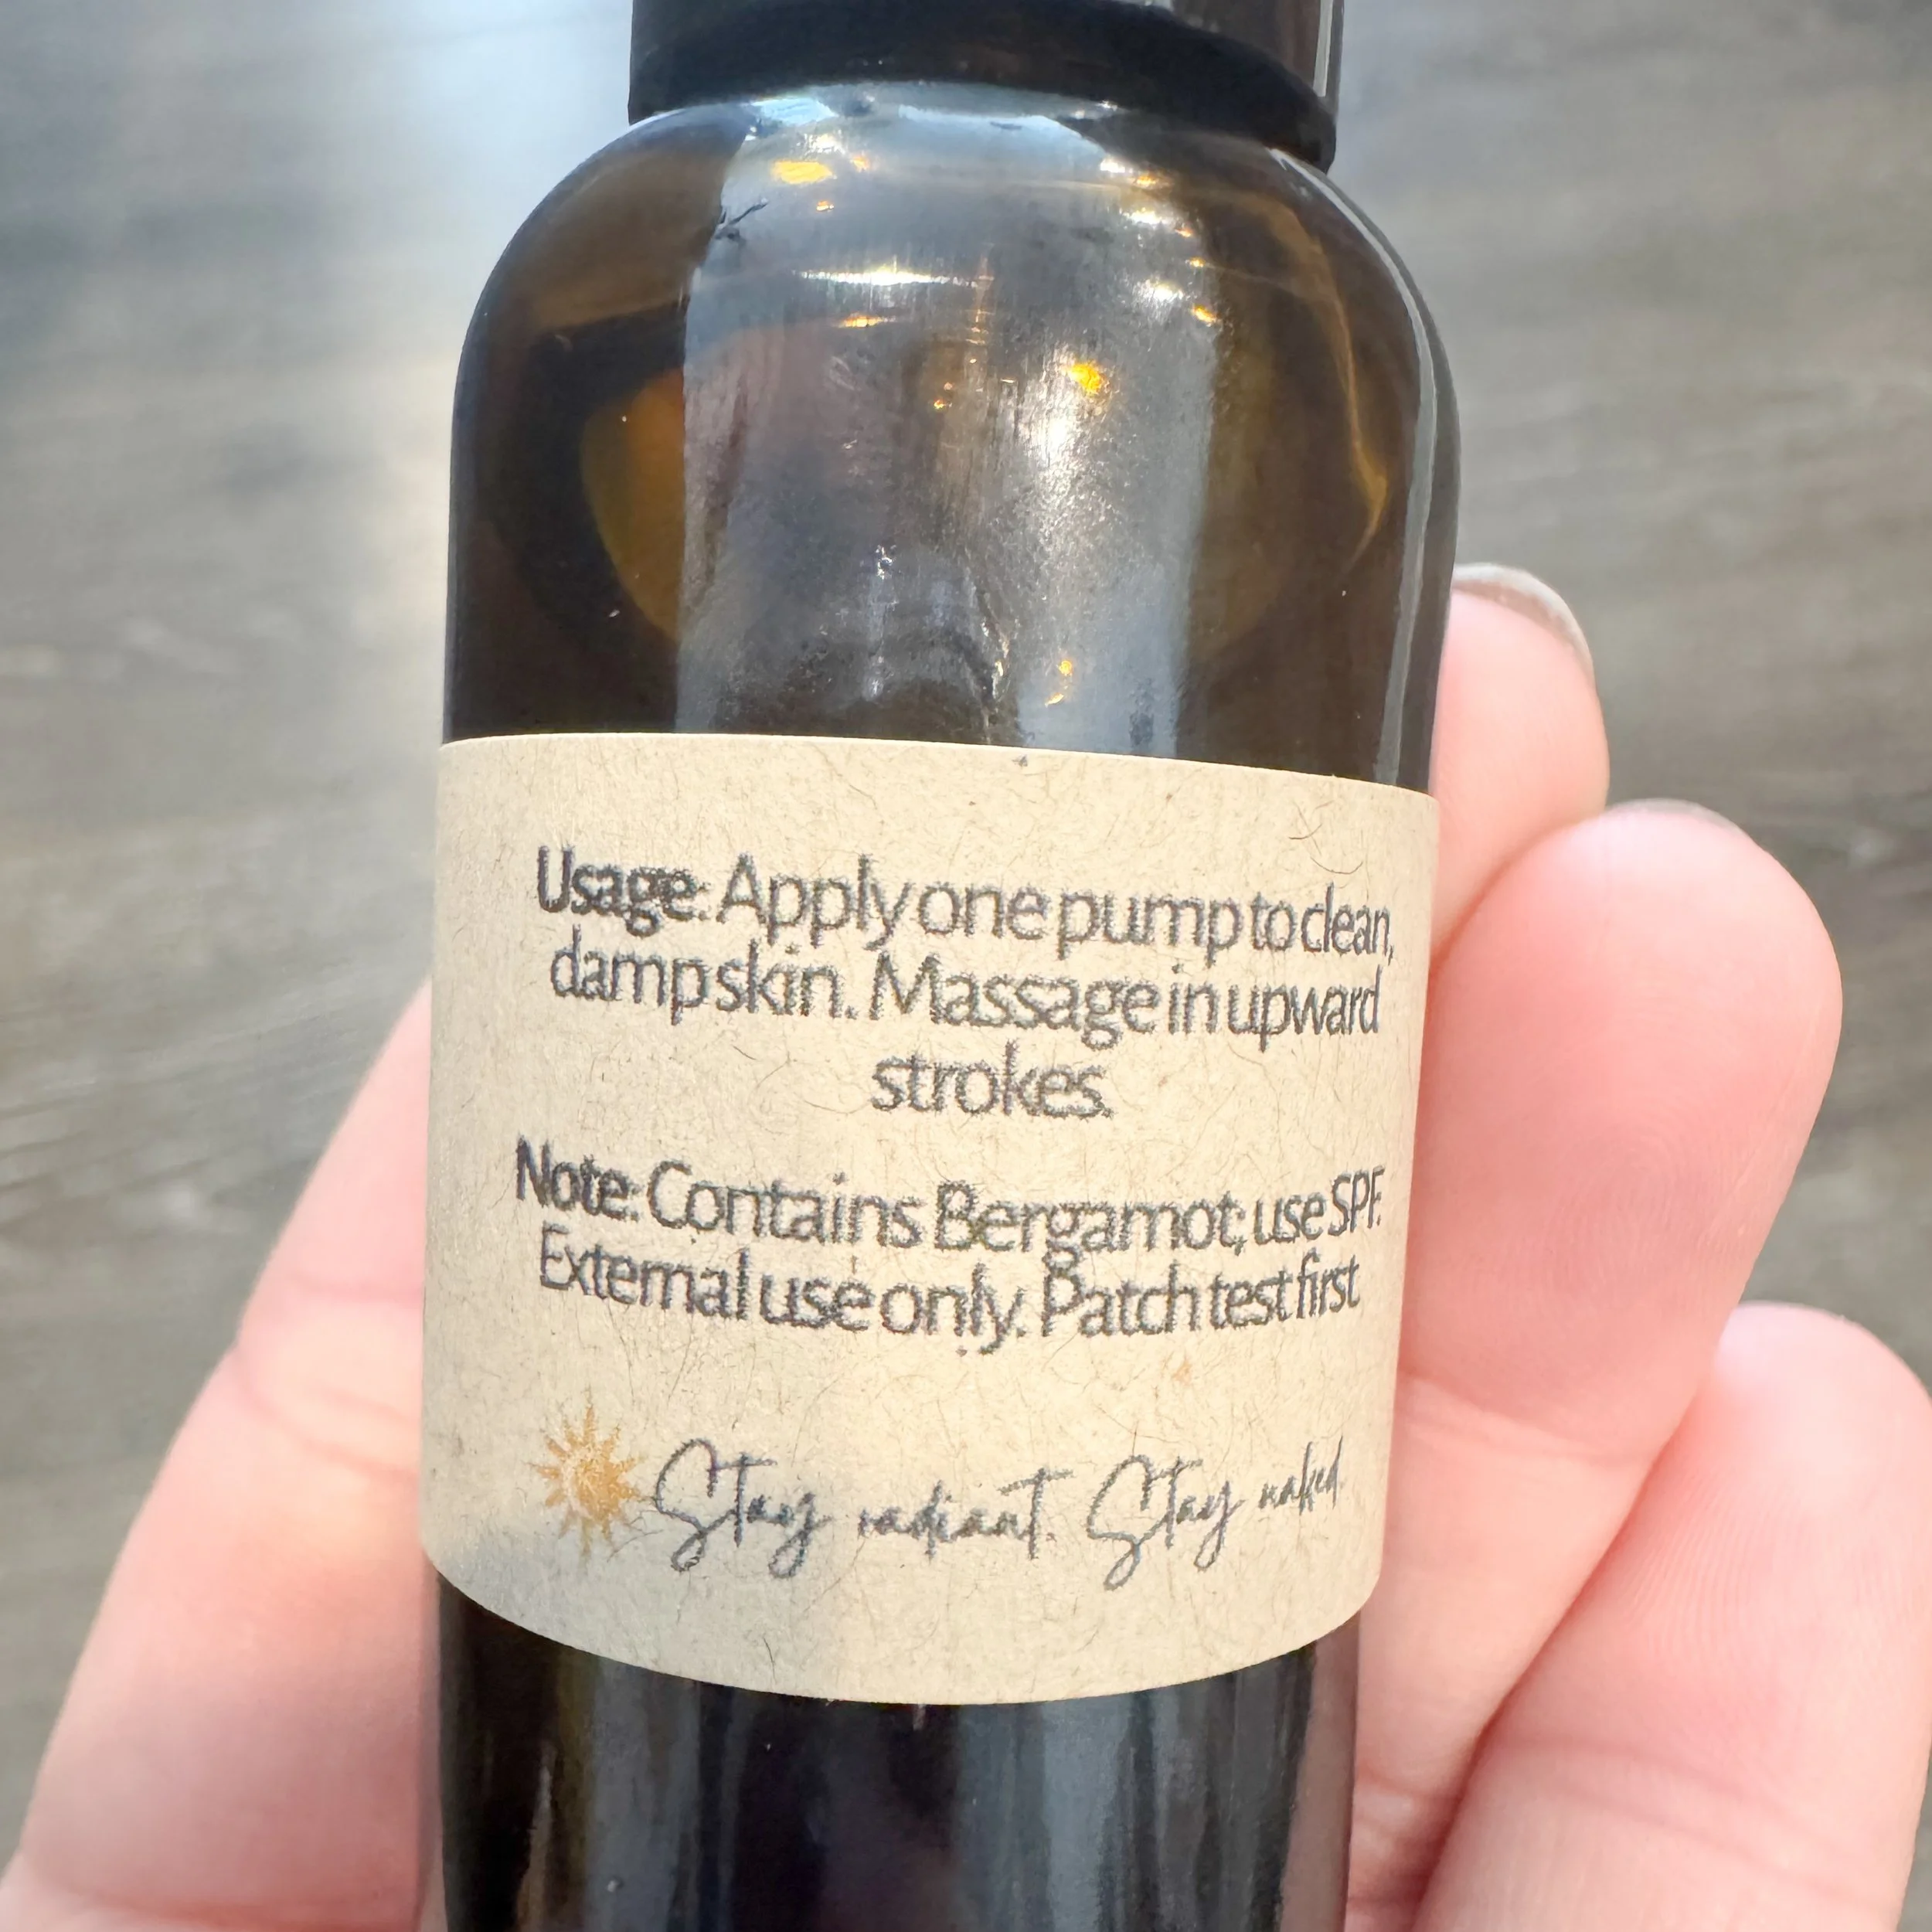 Usage: Apply one pump to clean,
damp skin. Massage in upward
strokes.
Note: Contains Bergamot; use SPF.
External use only. Patch test first
Stay radiant. Stay naked.